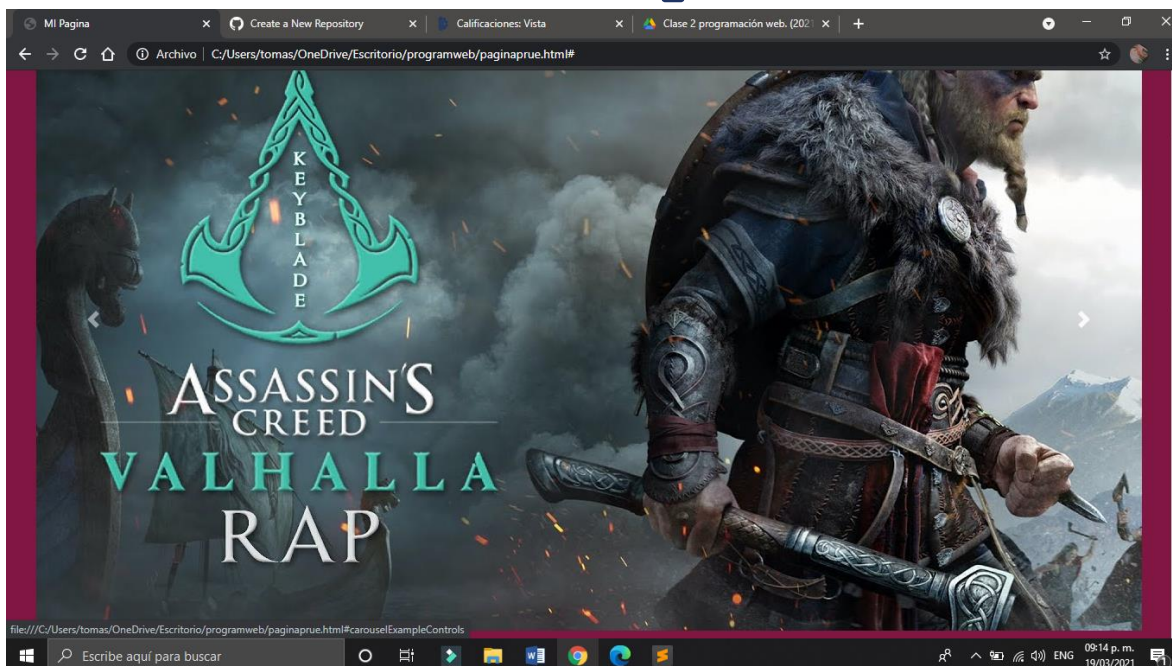 MI Pagina
Create a New Repository
Calificaciones: Vista
Clase 2 programación web. (202
Archivo
C:/Users/tomas/OneDrive/Escritorio/programweb/paginaprue.html#
KEYBLADE
ASSASSIN'S
CREED
VALHALLA
RAP
file:///C:/Users/tomas/OneDrive/Escritorio/programweb/paginaprue.html#carouselExampleControls
Escribe aquí para buscar
ENG
09:14 p. m.
19/03/2021